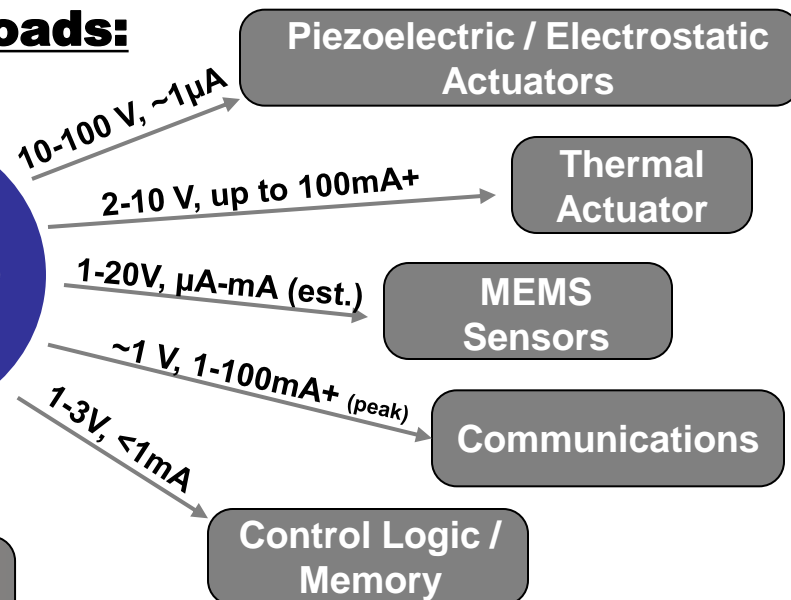 oads:
Piezoelectric / Electrostatic
Actuators
10-100 V, ~1µA
Thermal
Actuator
2-10 V, up to 100mA+
1-20V, µA-mA (est.)
MEMS
Sensors
~1 V, 1-100mA+ (peak)
Communications
1-3V, <1mA
Control Logic /
Memory